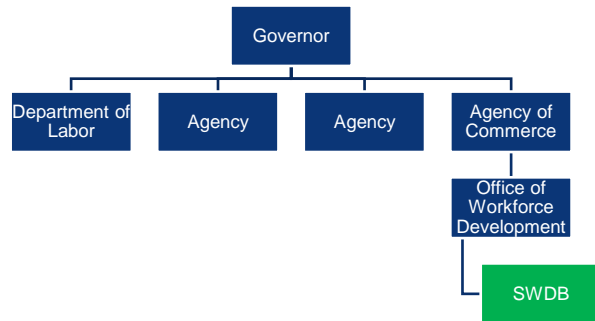 Governor
Department of
Labor
Agency
Agency
Agency of
Commerce
Office of
Workforce
Development
SWDB